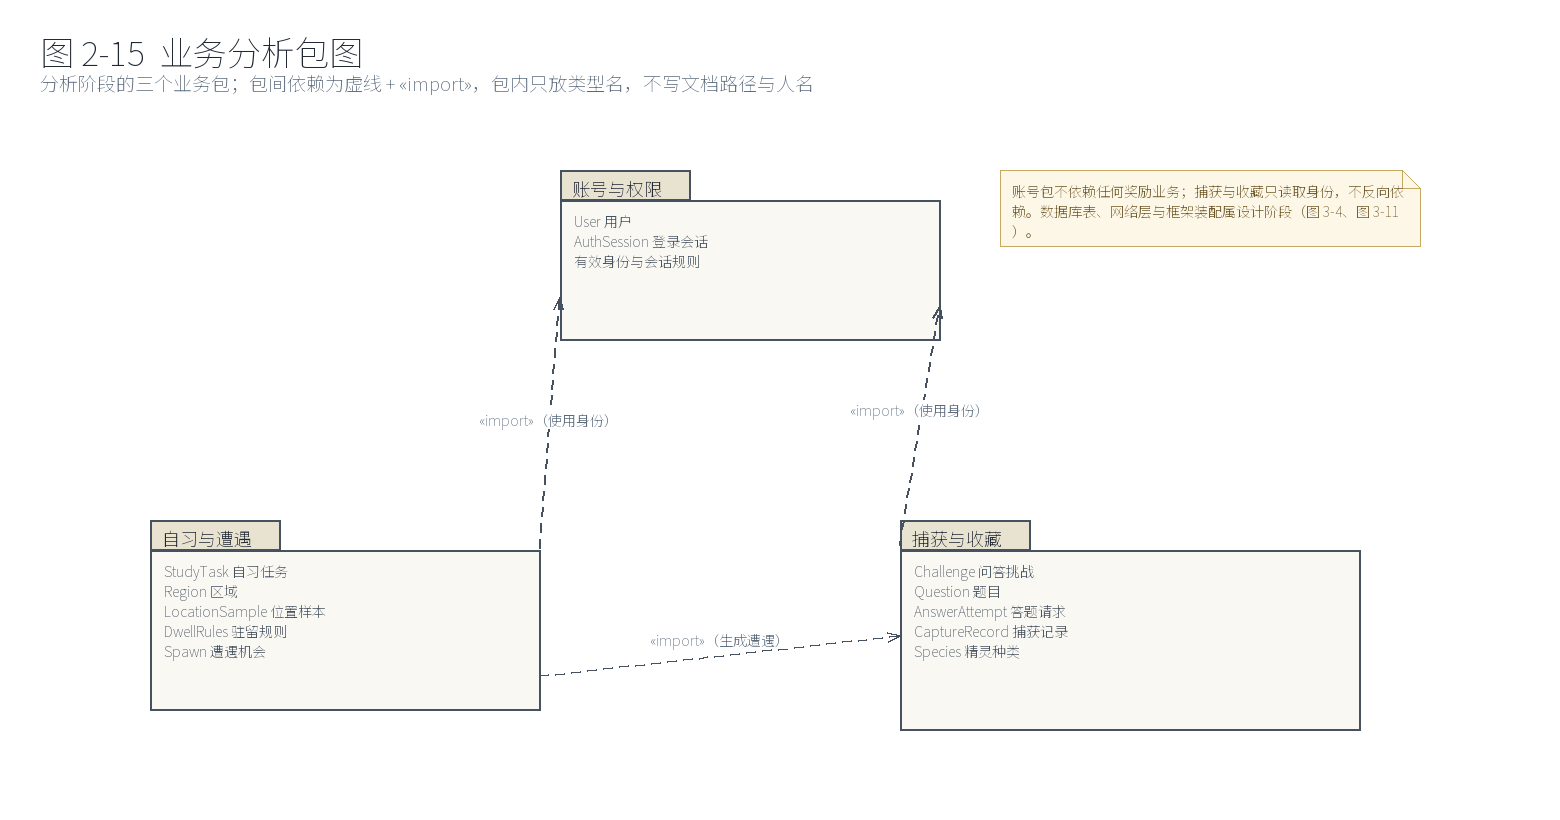 图 2-15 业务分析包图
分析阶段的三个业务包；包间依赖为虚线 + «import»，包内只放类型名，不写文档路径与人名
账号与权限
User 用户
AuthSession 登录会话
有效身份与会话规则
账号包不依赖任何奖励业务；捕获与收藏只读取身份，不反向依
赖。数据库表、网络层与框架装配属设计阶段（图 3-4、图 3-11
）。
«import»（使用身份）
«import»（使用身份）
自习与遭遇
StudyTask 自习任务
Region 区域
LocationSample 位置样本
DwellRules 驻留规则
Spawn 遭遇机会
«import»（生成遭遇）
捕获与收藏
Challenge 问答挑战
Question 题目
AnswerAttempt 答题请求
CaptureRecord 捕获记录
Species 精灵种类